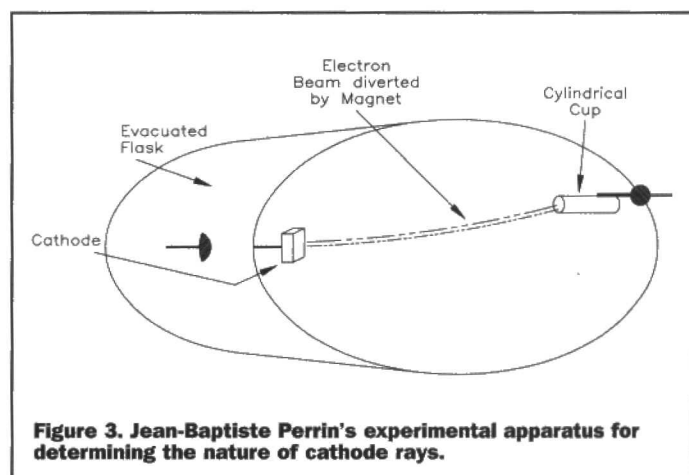 Electron
Beam diverted
by Magnet
Cylindrical
Cup
Evacuated
Flask
Cathode
Figure 3. Jean-Baptiste Perrin's experimental apparatus for
determining the nature of cathode rays.